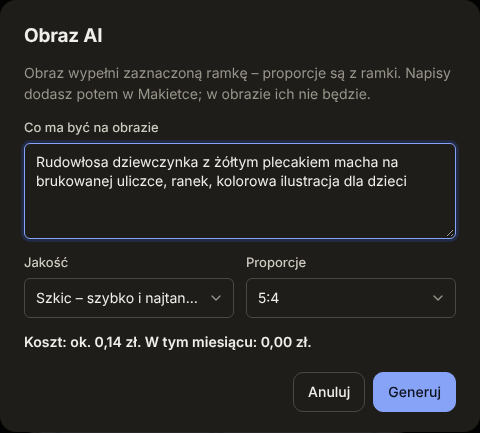 Obraz AI
Obraz wypełni zaznaczoną ramkę – proporcje są z ramki. Napisy
dodasz potem w Makietce; w obrazie ich nie będzie.
Co ma być na obrazie
Rudowłosa dziewczynka z żółtym plecakiem macha na
brukowanej uliczce, ranek, kolorowa ilustracja dla dzieci
Jakość
Proporcje
Szkic – szybko i najtan...
5:4
Koszt: ok. 0,14 zł. W tym miesiącu: 0,00 zł.
Anuluj
Generuj